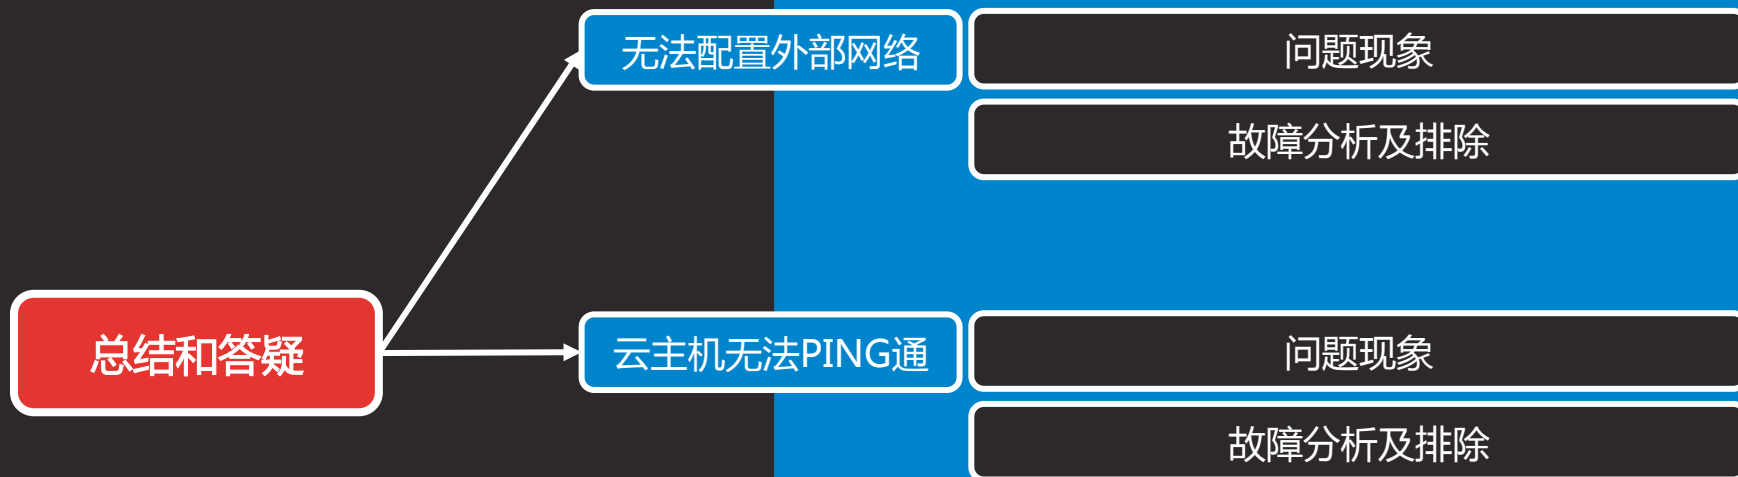 无法配置外部网络
问题现象
故障分析及排除
总结和答疑
云主机无法PING通
问题现象
故障分析及排除